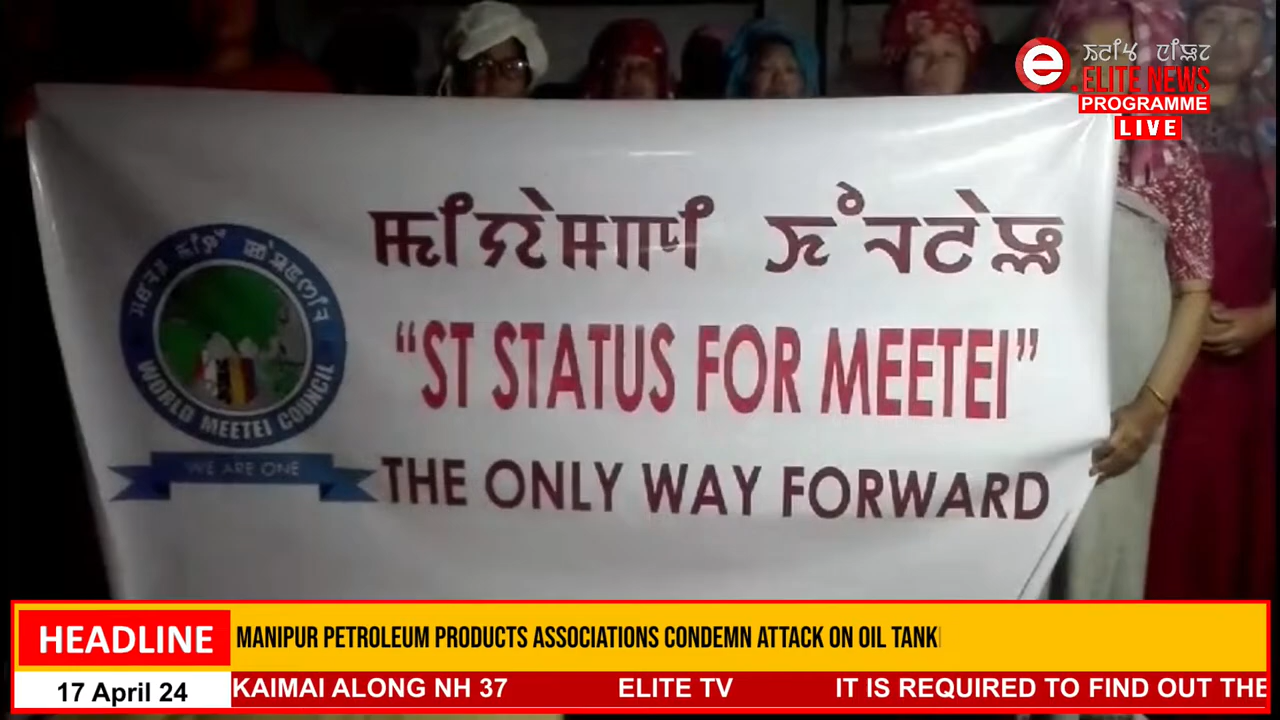 e.
ELITE NEWS
PROGRAMME
LIVE
“ST STATUS FOR MEETEI”
THE ONLY WAY FORWARD
WORLD MEETEI COUNCIL
WE ARE ONE
HEADLINE
MANIPUR PETROLEUM PRODUCTS ASSOCIATIONS CONDEMN ATTACK ON OIL TANK
17 April 24
KAIMAI ALONG NH 37 ELITE TV IT IS REQUIRED TO FIND OUT THE